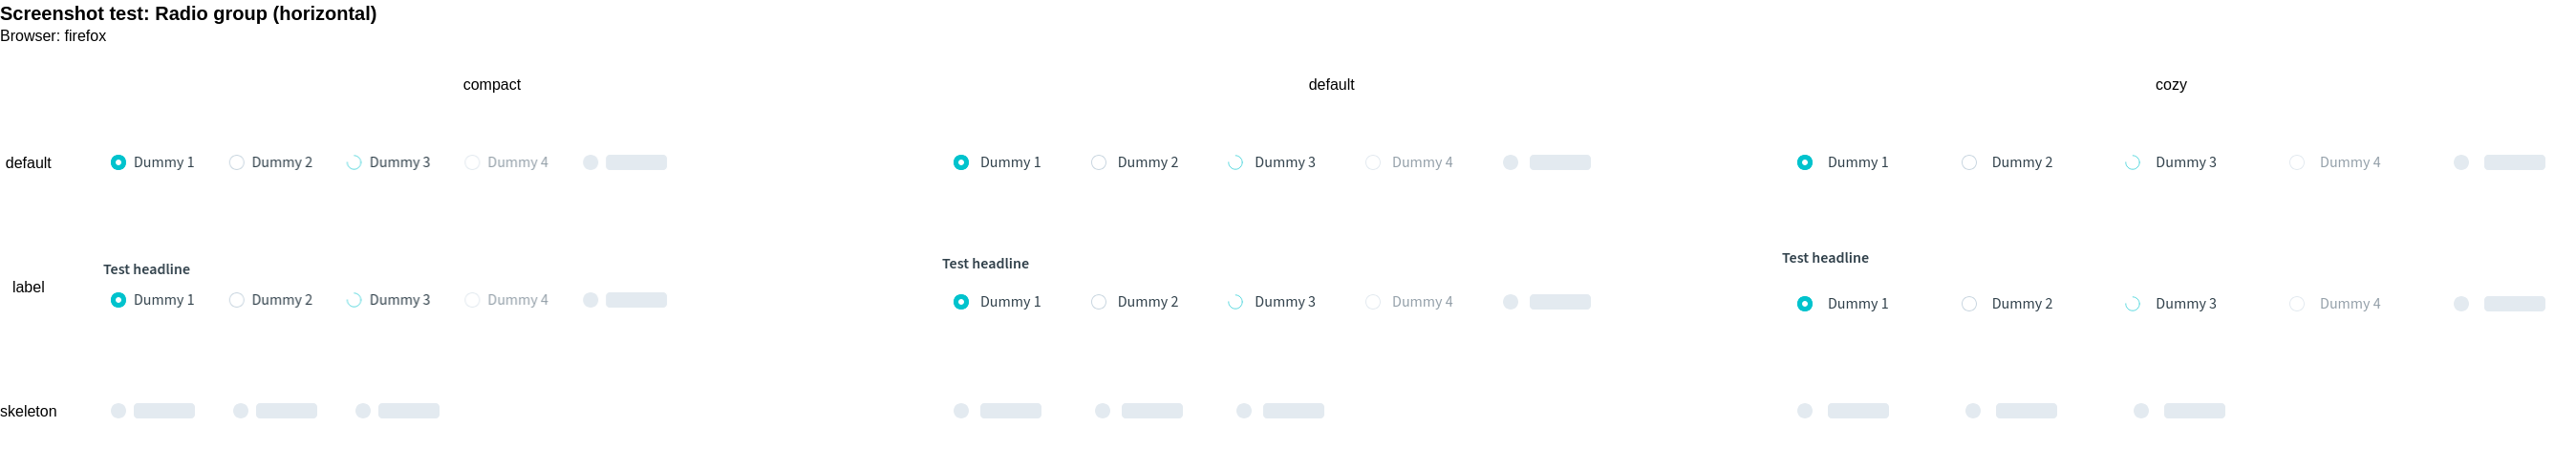 Screenshot test: Radio group (horizontal)
Browser: firefox
compact default cozy
default Dummy 1 Dummy 2 Dummy 3 Dummy 4 Dummy 1 Dummy 2 Dummy 3 Dummy 4 Dummy 1 Dummy 2 Dummy 3 Dummy 4
Test headline Test headline Test headline
label Dummy 1 Dummy 2 Dummy 3 Dummy 4 Dummy 1 Dummy 2 Dummy 3 Dummy 4 Dummy 1 Dummy 2 Dummy 3 Dummy 4
skeleton